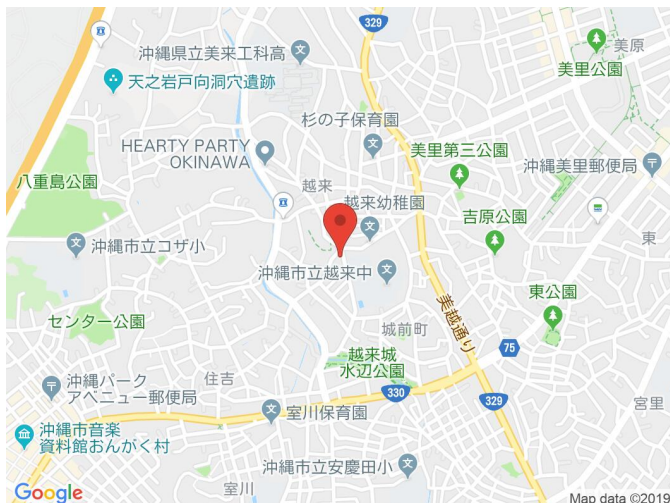 329
美原
沖縄県立美来工科高
美里公園
天之岩戸向洞穴遺跡
杉の子保育園
HEARTY PARTY
OKINAWA
美里第三公園
沖縄美里郵便局
八重島公園
越来
越来幼稚園
吉原公園
東
沖縄市立コザ小
沖縄市立越来中
東公園
センター公園
美越通り
城前町
75
越来城
水辺公園
住吉
沖縄パーク
アベニュー郵便局
330
329
宮里
室川保育園
沖縄市音楽
資料館おんがく村
沖縄市立安慶田小
室川
Google
Map data ©2019